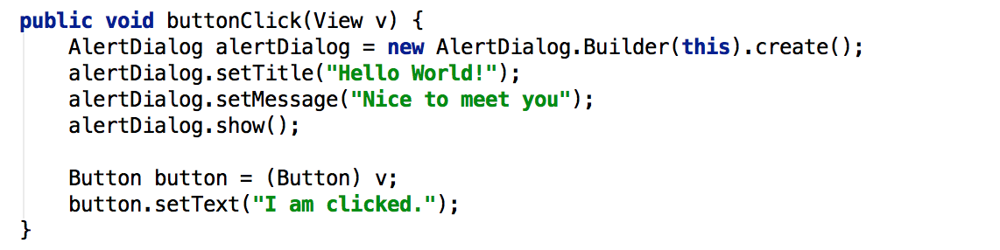 public void buttonClick(View v) {
    AlertDialog alertDialog = new AlertDialog.Builder(this).create();
    alertDialog.setTitle("Hello World!");
    alertDialog.setMessage("Nice to meet you");
    alertDialog.show();

    Button button = (Button) v;
    button.setText("I am clicked.");
}